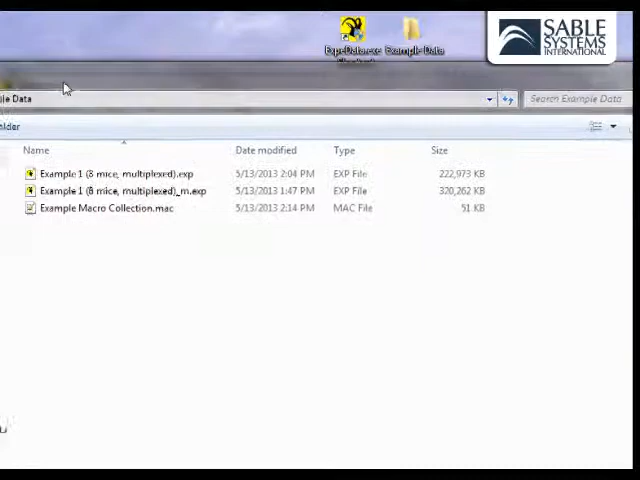 SABLE
SYSTEMS
INTERNATIONAL
ExpeData.exe
Example Data
le Data
Search Example Data
older
Name Date modified Type Size
Example 1 (8 mice, multiplexed).exp 5/13/2013 2:04 PM EXP File 222,973 KB
Example 1 (8 mice, multiplexed)_m.exp 5/13/2013 1:47 PM EXP File 320,262 KB
Example Macro Collection.mac 5/13/2013 2:14 PM MAC File 51 KB